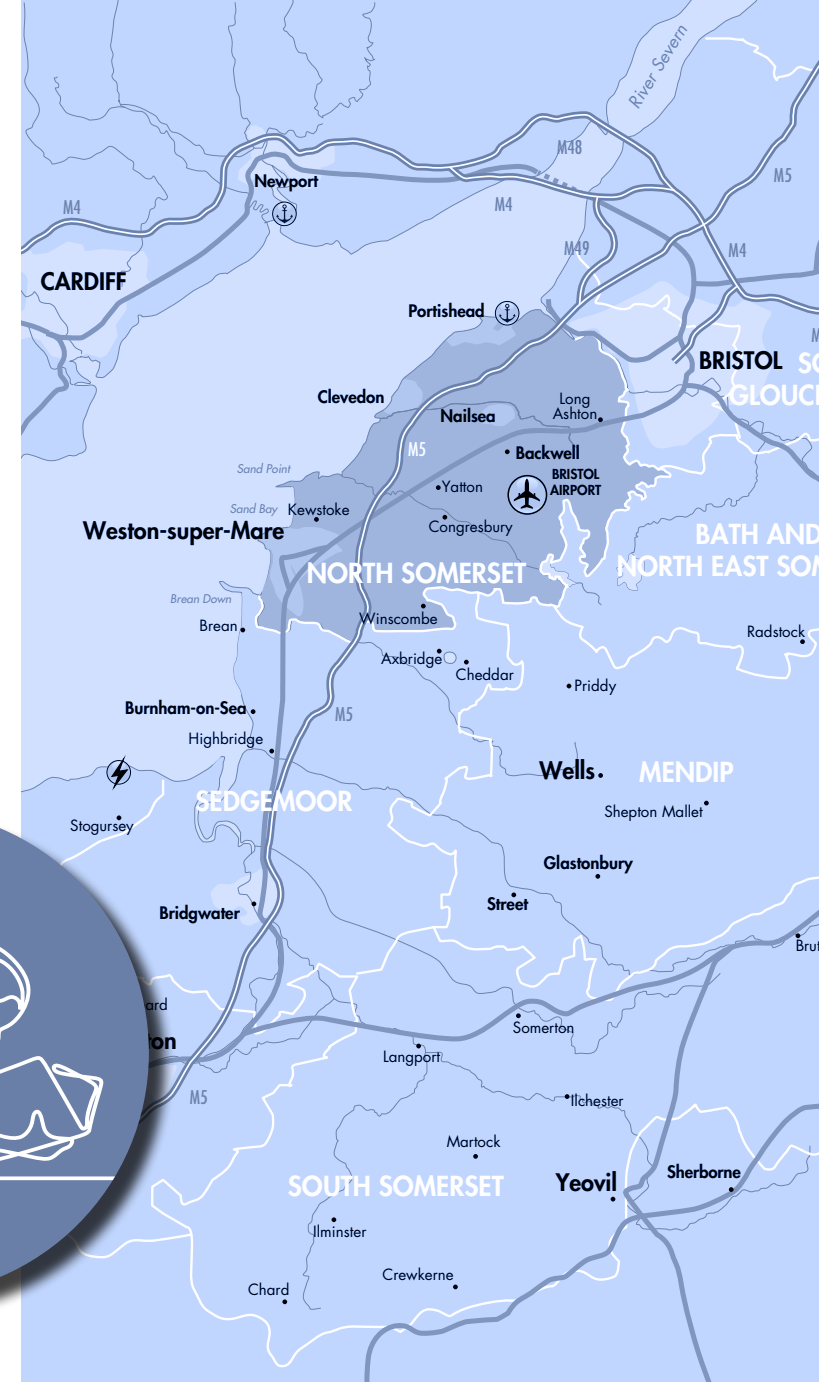 River Severn
M48
M5
Newport
M4
M4
M49
M4
CARDIFF
Portishead
BRISTOL
Clevedon
Long
Ashton
Nailsea
M5
Backwell
Sand Point
BRISTOL
AIRPORT
Yatton
Sand Bay
Kewstoke
Congresbury
Weston-super-Mare
BATH AND
NORTH EAST SOM
NORTH SOMERSET
Brean Down
Winscombe
Brean
Radstock
Axbridge
Cheddar
Priddy
Burnham-on-Sea
M5
Highbridge
Wells
MENDIP
SEDGEMOOR
Shepton Mallet
Stogursey
Glastonbury
Street
Bridgwater
Brut
ard
Somerton
ton
Langport
M5
Ilchester
Martock
Sherborne
Yeovil
SOUTH SOMERSET
Ilminster
Crewkerne
Chard